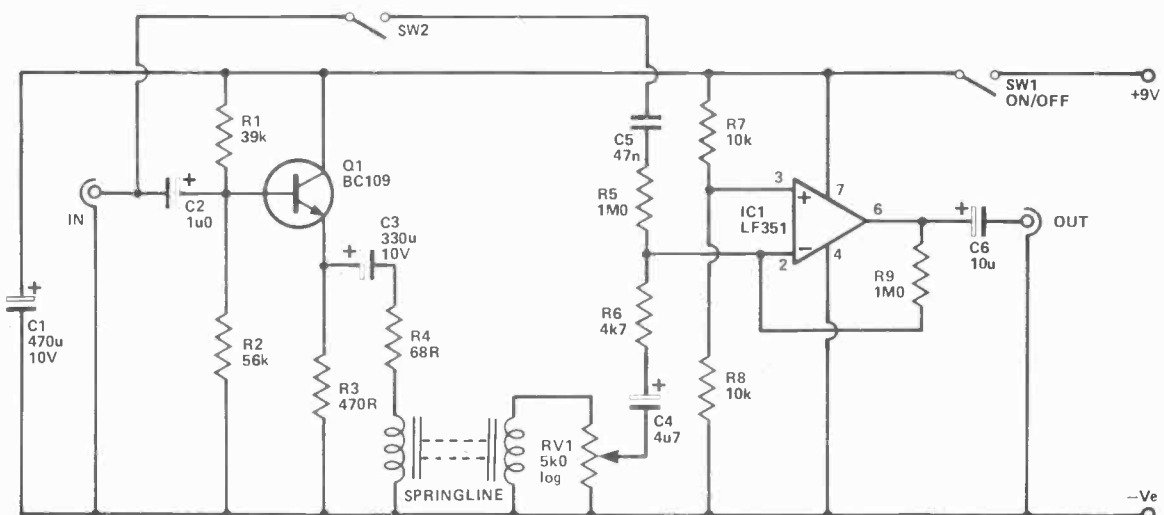 SW2
SW1
ON/OFF
+9V
R1
39k
R7
10k
C5
47n
Q1
BC109
IN
+
C2
1u0
C3
330u
10V
+
R5
1M0
3
+
IC1
LF351
−
2
7
4
6
+
C6
10u
OUT
R9
1M0
+
C1
470u
10V
R2
56k
R4
68R
R3
470R
R6
4k7
+
C4
4u7
R8
10k
RV1
5k0
log
SPRINGLINE
−Ve